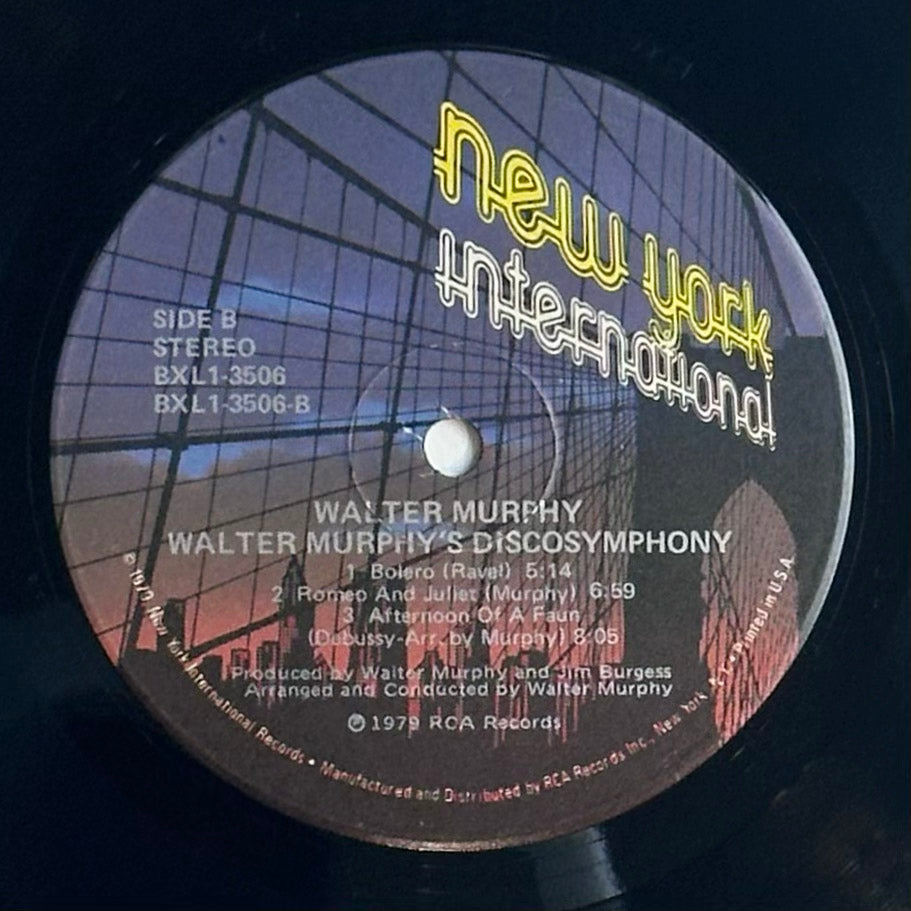 new york
international
SIDE B
STEREO
BXL1-3506
BXL1-3506-B
WALTER MURPHY
WALTER MURPHY'S DISCOSYMPHONY
1 Bolero (Ravel) 5:14
2 Romeo And Juliet (Murphy) 6:59
3 Afternoon Of A Faun
(Debussy-Arr. by Murphy) 8:05
Produced by Walter Murphy and Jim Burgess
Arranged and Conducted by Walter Murphy
℗ 1979 RCA Records
© 1979 New York International Records • Manufactured and Distributed by RCA Records Inc., New York, N.Y. • Printed in U.S.A.